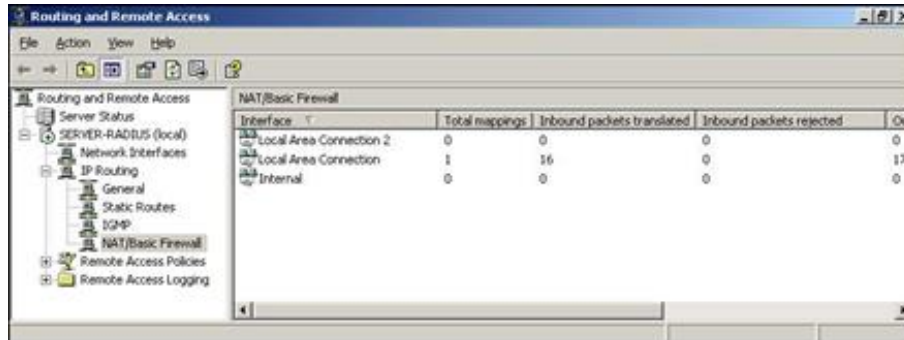 Routing and Remote Access
File Action View Help
Routing and Remote Access
Server Status
SERVER-RADIUS (local)
Network Interfaces
IP Routing
General
Static Routes
IGMP
NAT/Basic Firewall
Remote Access Policies
Remote Access Logging
NAT/Basic Firewall
Interface Total mappings Inbound packets translated Inbound packets rejected
Local Area Connection 2 0 0 0 0
Local Area Connection 1 16 0
Internal 0 0 0 0